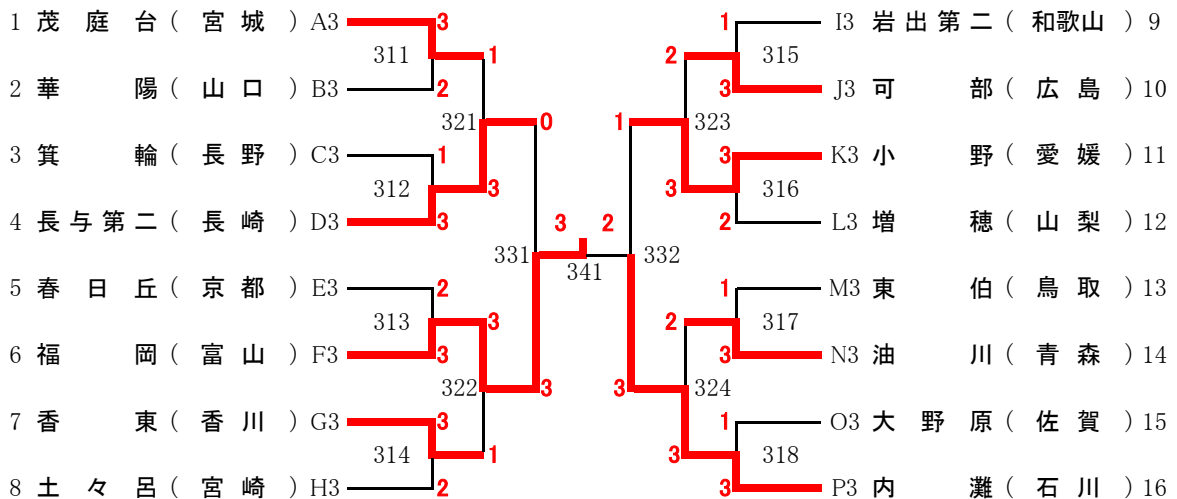 1 茂庭台（宮城）A3 3
311 1
2 華陽（山口）B3 2
321 0
3 箕輪（長野）C3 1
312 3
4 長与第二（長崎）D3 3
331 3 2 332
341
5 春日丘（京都）E3 2
313 3
6 福岡（富山）F3 3
322 3
7 香東（香川）G3 3
314 1
8 土々呂（宮崎）H3 2
1 I3 岩出第二（和歌山）9
2 315
3 J3 可部（広島）10
1 323
3 K3 小野（愛媛）11
3 316
2 L3 増穂（山梨）12
1 M3 東伯（鳥取）13
2 317
3 N3 油川（青森）14
3 324
1 O3 大野原（佐賀）15
3 318
3 P3 内灘（石川）16